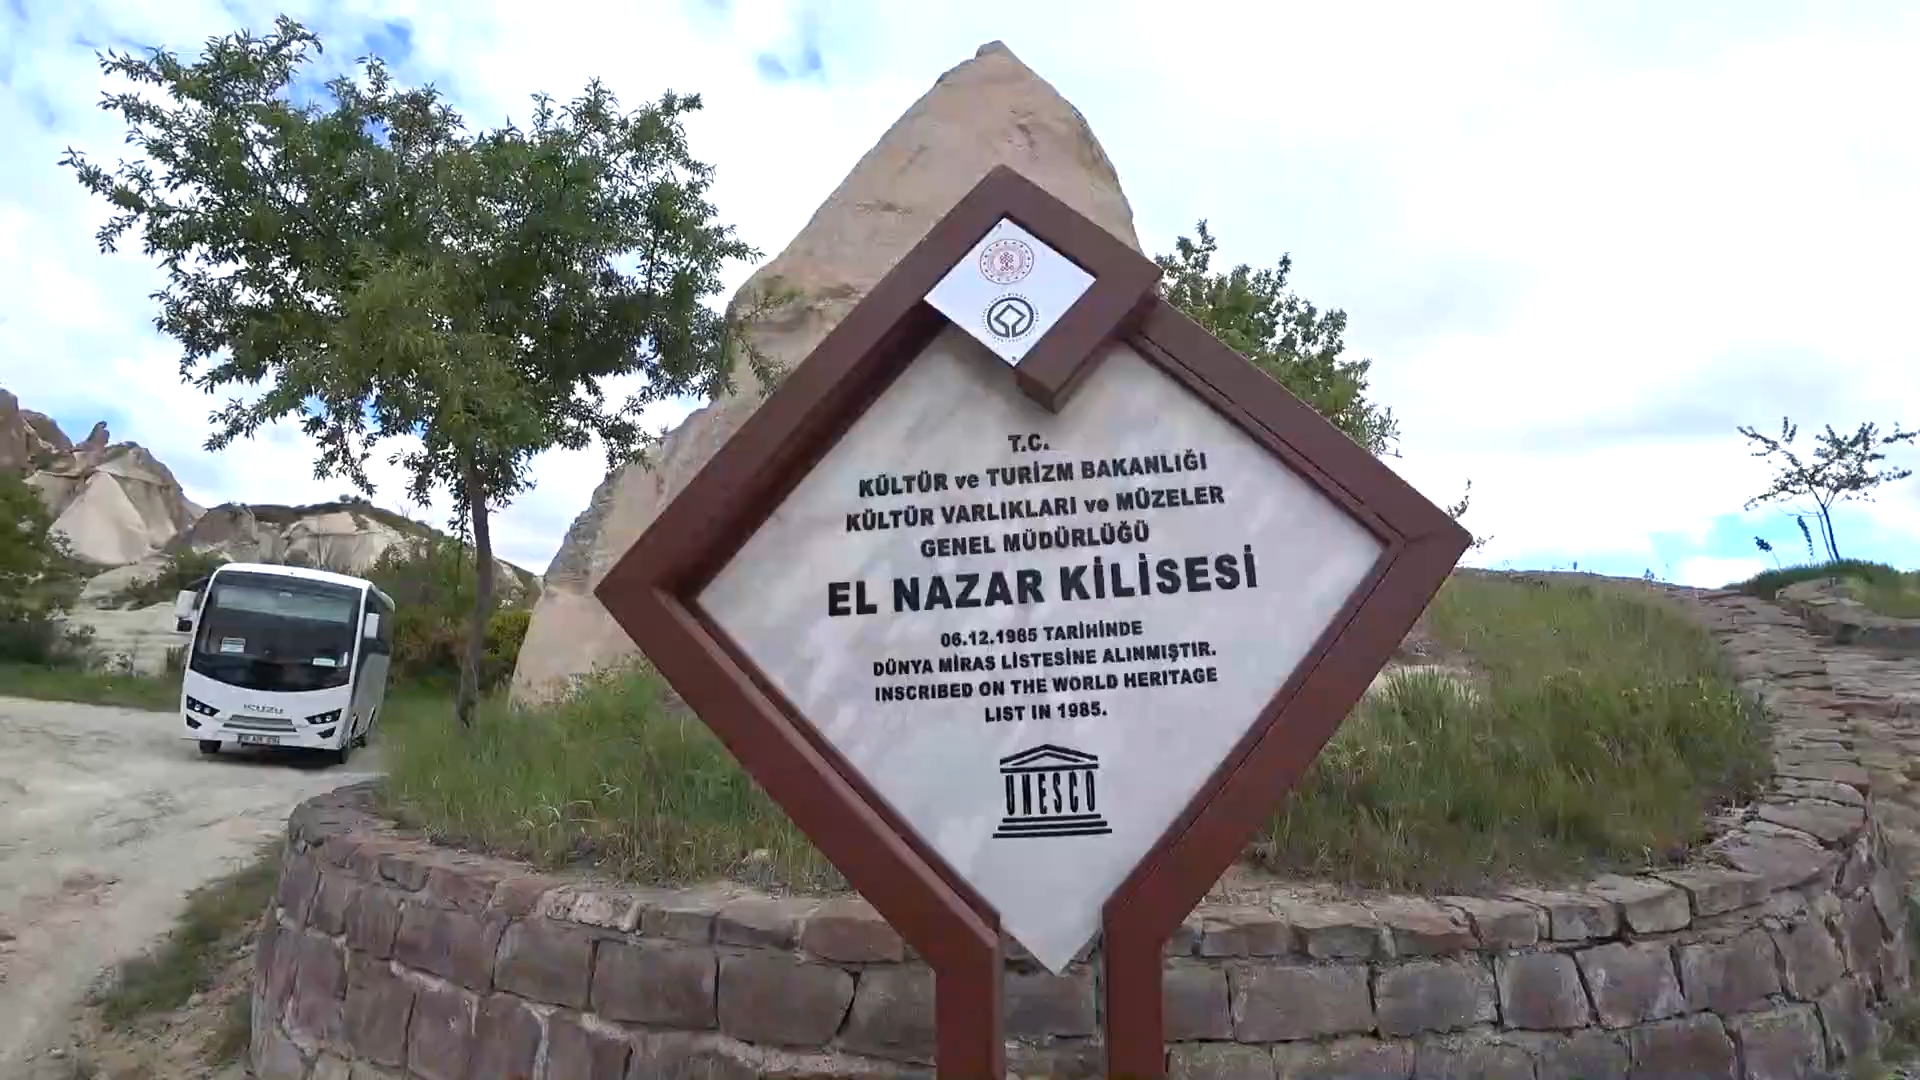 T.C.
KÜLTÜR ve TURİZM BAKANLIĞI
KÜLTÜR VARLIKLARI ve MÜZELER
GENEL MÜDÜRLÜĞÜ
EL NAZAR KİLİSESİ
06.12.1985 TARİHİNDE
DÜNYA MİRAS LİSTESİNE ALINMIŞTIR.
INSCRIBED ON THE WORLD HERITAGE
LIST IN 1985.
UNESCO
ISUZU